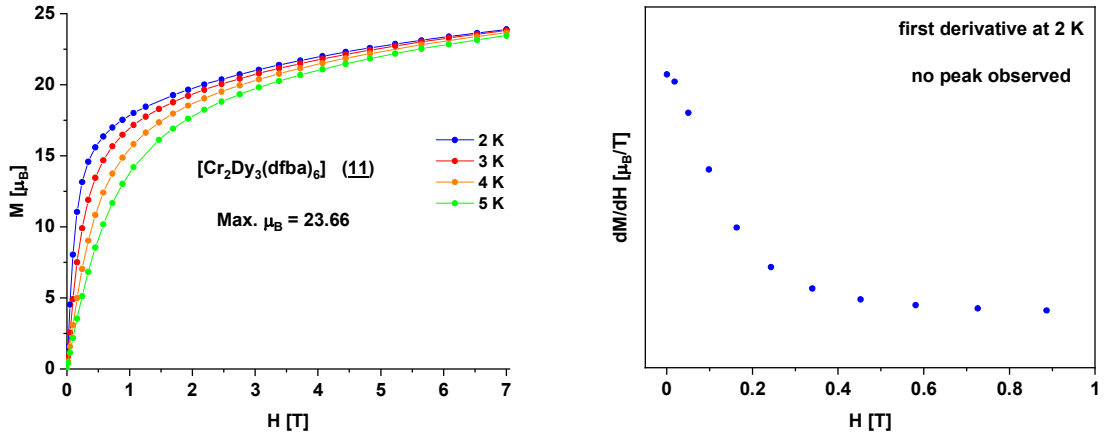 25
20
15
10
5
0
M [μB]
0
1
2
3
4
5
6
7
H [T]
2 K
3 K
4 K
5 K
[Cr2Dy3(dfba)6] (11)
Max. μB = 23.66
first derivative at 2 K
no peak observed
dM/dH [μB/T]
0.0
0.2
0.4
0.6
0.8
1
H [T]